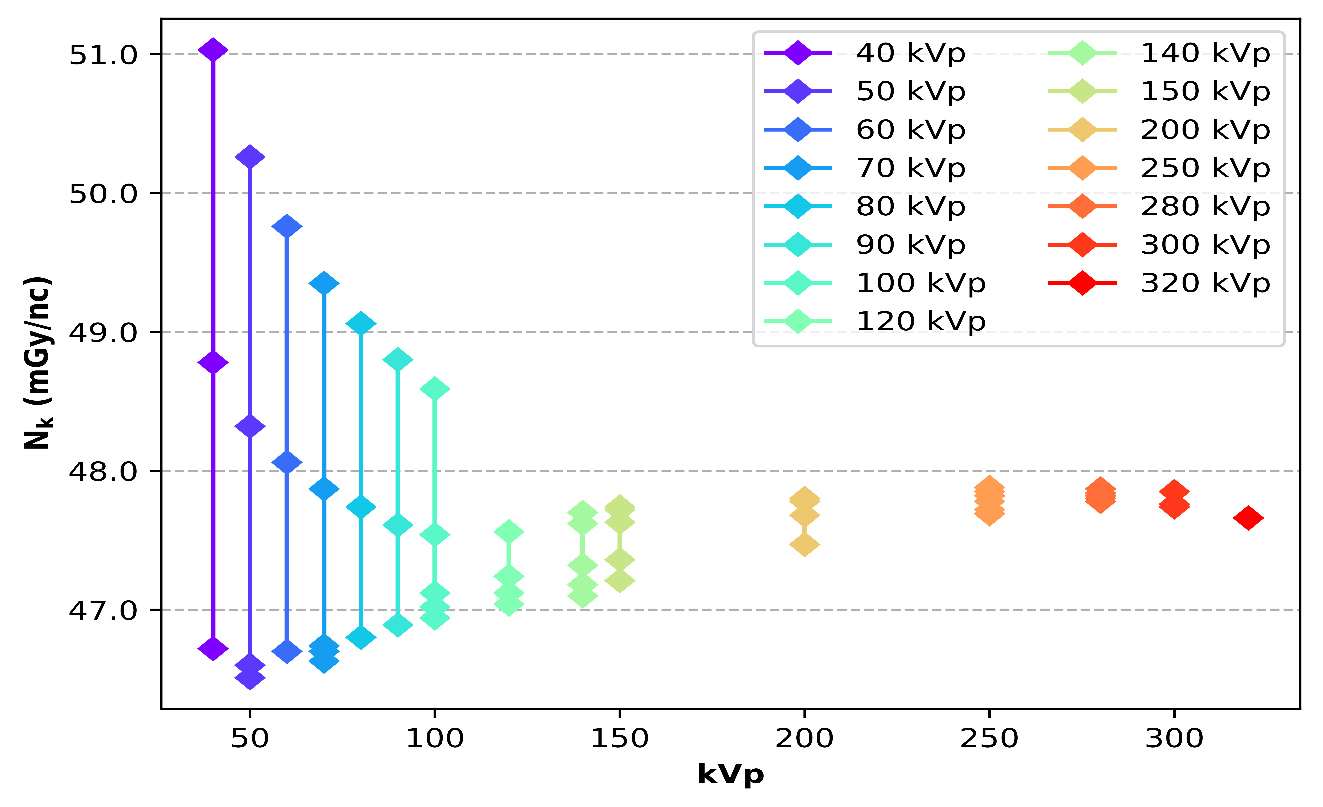 51.0
50.0
49.0
48.0
47.0
Nk (mGy/nc)
50 100 150 200 250 300
kVp
40 kVp
50 kVp
60 kVp
70 kVp
80 kVp
90 kVp
100 kVp
120 kVp
140 kVp
150 kVp
200 kVp
250 kVp
280 kVp
300 kVp
320 kVp